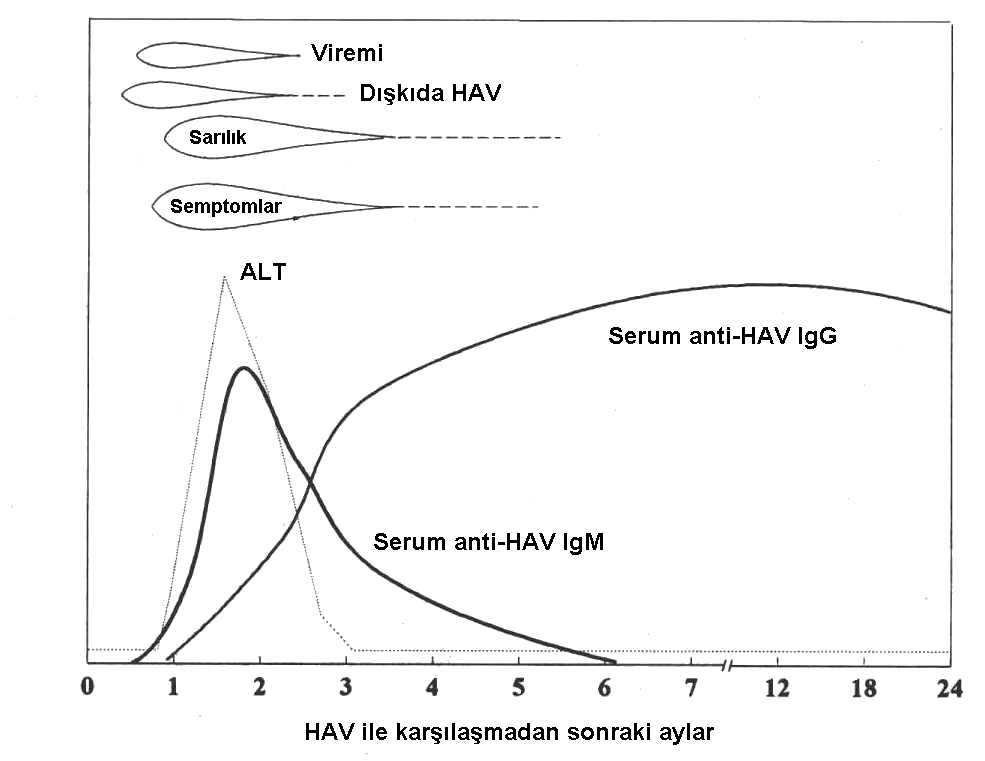 Viremi
Dışkıda HAV
Sarılık
Semptomlar
ALT
Serum anti-HAV IgG
Serum anti-HAV IgM
0 1 2 3 4 5 6 7 12 18 24
HAV ile karşılaşmadan sonraki aylar